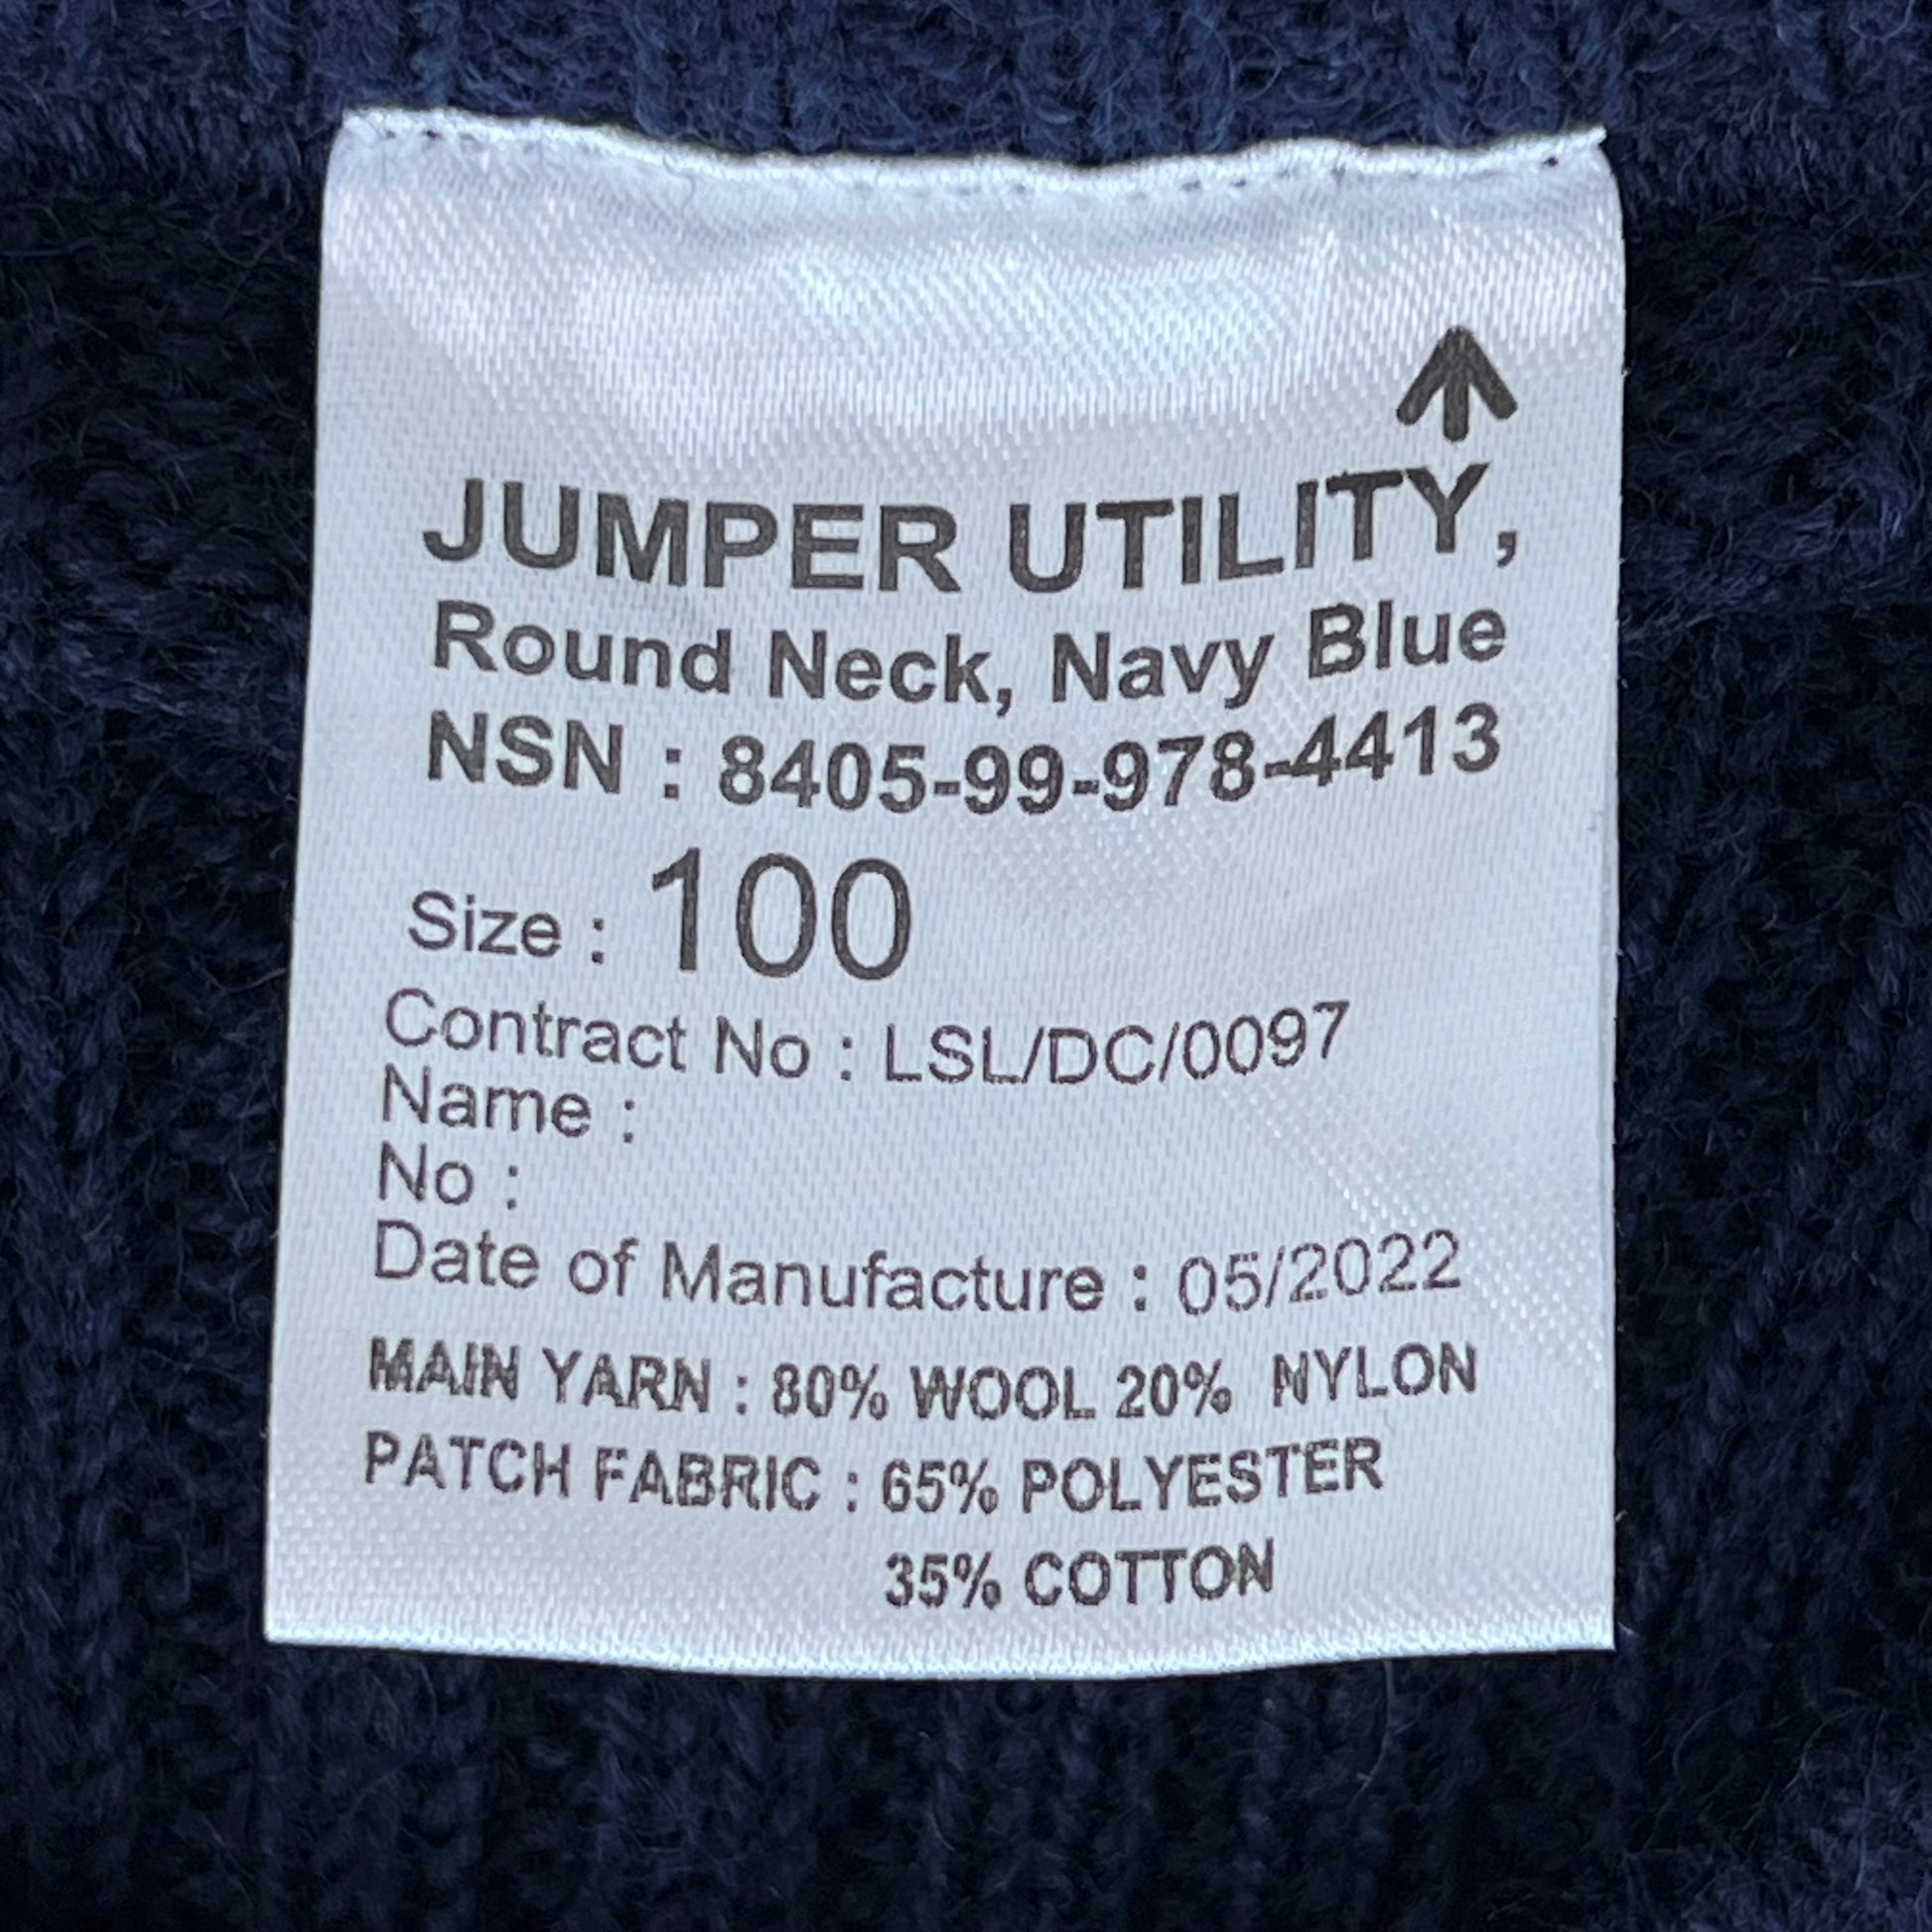 JUMPER UTILITY,
Round Neck, Navy Blue
NSN : 8405-99-978-4413
Size : 100
Contract No : LSL/DC/0097
Name :
No :
Date of Manufacture : 05/2022
MAIN YARN : 80% WOOL 20% NYLON
PATCH FABRIC : 65% POLYESTER
35% COTTON